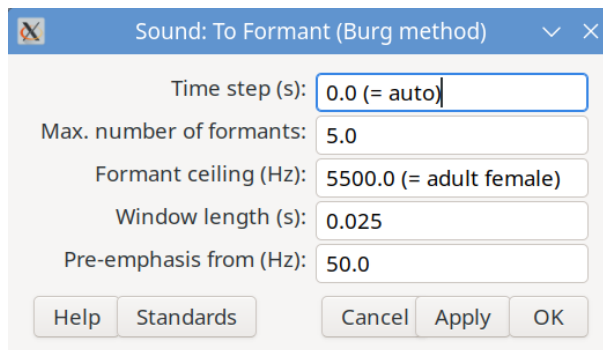 Sound: To Formant (Burg method)
Time step (s): 0.0 (= auto)
Max. number of formants: 5.0
Formant ceiling (Hz): 5500.0 (= adult female)
Window length (s): 0.025
Pre-emphasis from (Hz): 50.0
Help Standards Cancel Apply OK